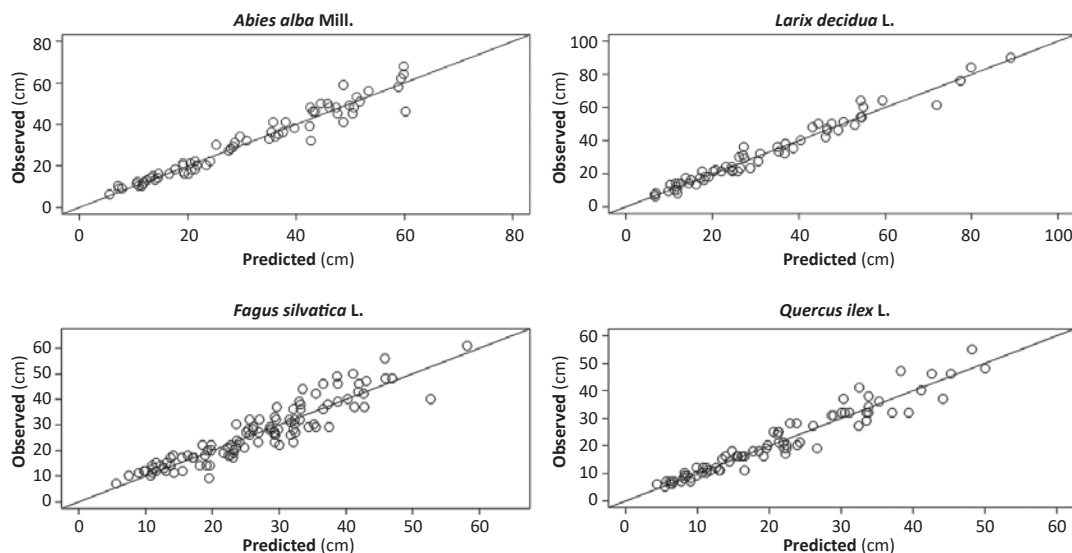 Abies alba Mill.
Observed (cm)
80
60
40
20
0
0 20 40 60 80
Predicted (cm)
Larix decidua L.
Observed (cm)
100
80
60
40
20
0
0 20 40 60 80 100
Predicted (cm)
Fagus silvatica L.
Observed (cm)
60
50
40
30
20
10
0
0 10 20 30 40 50 60
Predicted (cm)
Quercus ilex L.
Observed (cm)
60
50
40
30
20
10
0
0 10 20 30 40 50 60
Predicted (cm)